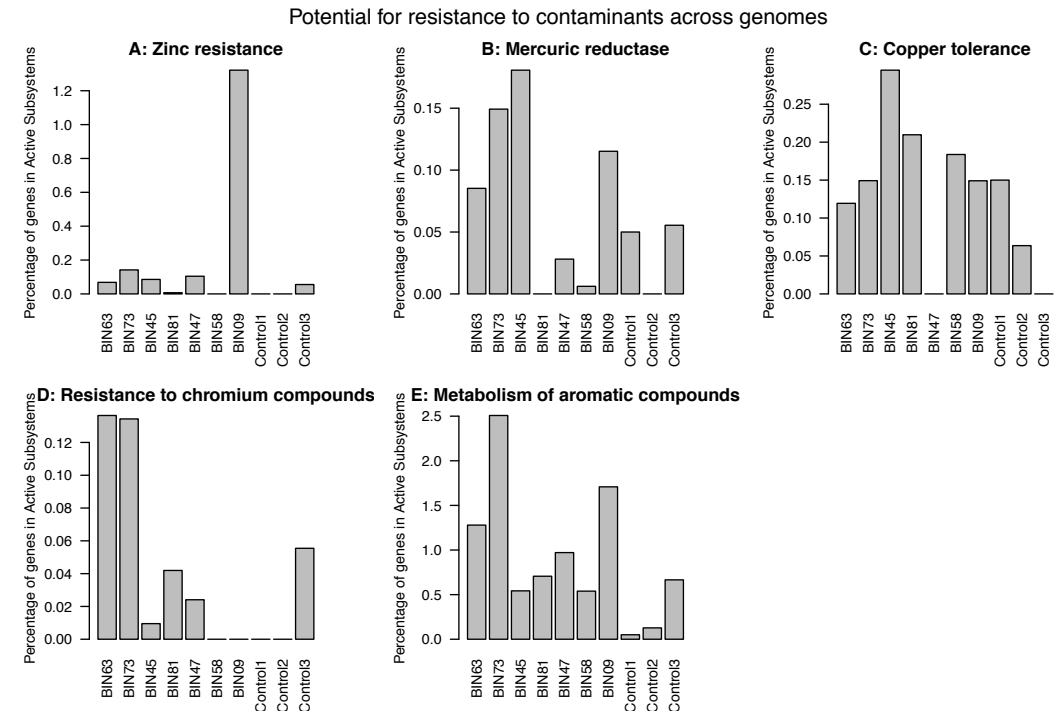 Potential for resistance to contaminants across genomes
A: Zinc resistance
Percentage of genes in Active Subsystems
1.2
1.0
0.8
0.6
0.4
0.2
0.0
BIN63
BIN73
BIN45
BIN81
BIN47
BIN58
BIN09
Control1
Control2
Control3
B: Mercuric reductase
Percentage of genes in Active Subsystems
0.15
0.10
0.05
0.00
BIN63
BIN73
BIN45
BIN81
BIN47
BIN58
BIN09
Control1
Control2
Control3
C: Copper tolerance
Percentage of genes in Active Subsystems
0.25
0.20
0.15
0.10
0.05
0.00
BIN63
BIN73
BIN45
BIN81
BIN47
BIN58
BIN09
Control1
Control2
Control3
D: Resistance to chromium compounds
Percentage of genes in Active Subsystems
0.12
0.10
0.08
0.06
0.04
0.02
0.00
BIN63
BIN73
BIN45
BIN81
BIN47
BIN58
BIN09
Control1
Control2
Control3
E: Metabolism of aromatic compounds
Percentage of genes in Active Subsystems
2.5
2.0
1.5
1.0
0.5
0.0
BIN63
BIN73
BIN45
BIN81
BIN47
BIN58
BIN09
Control1
Control2
Control3